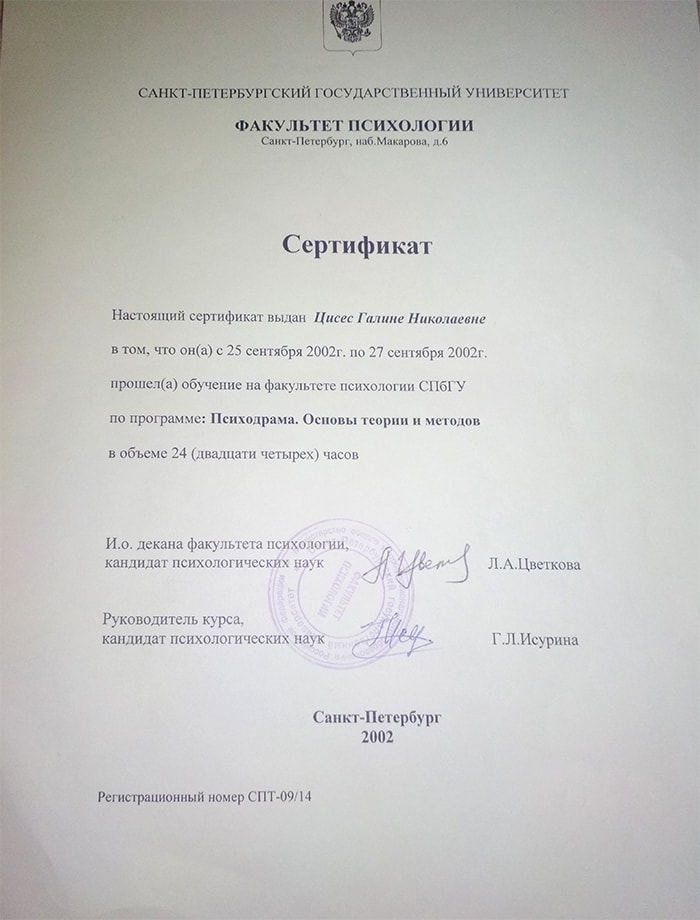 САНКТ-ПЕТЕРБУРГСКИЙ ГОСУДАРСТВЕННЫЙ УНИВЕРСИТЕТ
ФАКУЛЬТЕТ ПСИХОЛОГИИ
Санкт-Петербург, наб.Макарова, д.6
Сертификат
Настоящий сертификат выдан Цисес Галине Николаевне
в том, что он(а) с 25 сентября 2002г. по 27 сентября 2002г.
прошел(а) обучение на факультете психологии СПбГУ
по программе: Психодрама. Основы теории и методов
в объеме 24 (двадцати четырех) часов
И.о. декана факультета психологии,
кандидат психологических наук Л.А.Цветкова
Руководитель курса,
кандидат психологических наук Г.Л.Исурина
ФАКУЛЬТЕТ
ПСИХОЛОГИИ
Санкт-Петербург
2002
Регистрационный номер СПТ-09/14